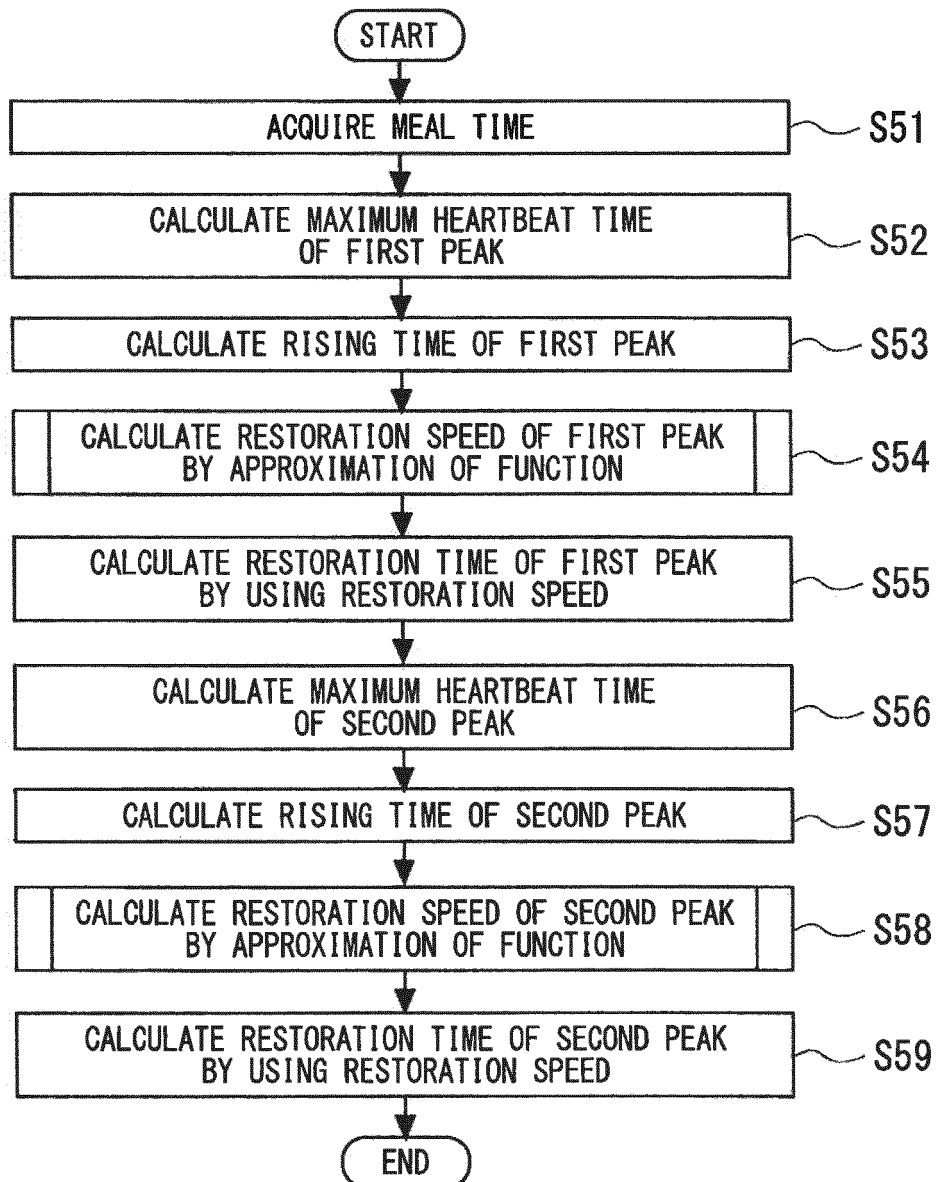 START
ACQUIRE MEAL TIME
S51
CALCULATE MAXIMUM HEARTBEAT TIME
OF FIRST PEAK
S52
CALCULATE RISING TIME OF FIRST PEAK
S53
CALCULATE RESTORATION SPEED OF FIRST PEAK
BY APPROXIMATION OF FUNCTION
S54
CALCULATE RESTORATION TIME OF FIRST PEAK
BY USING RESTORATION SPEED
S55
CALCULATE MAXIMUM HEARTBEAT TIME
OF SECOND PEAK
S56
CALCULATE RISING TIME OF SECOND PEAK
S57
CALCULATE RESTORATION SPEED OF SECOND PEAK
BY APPROXIMATION OF FUNCTION
S58
CALCULATE RESTORATION TIME OF SECOND PEAK
BY USING RESTORATION SPEED
S59
END